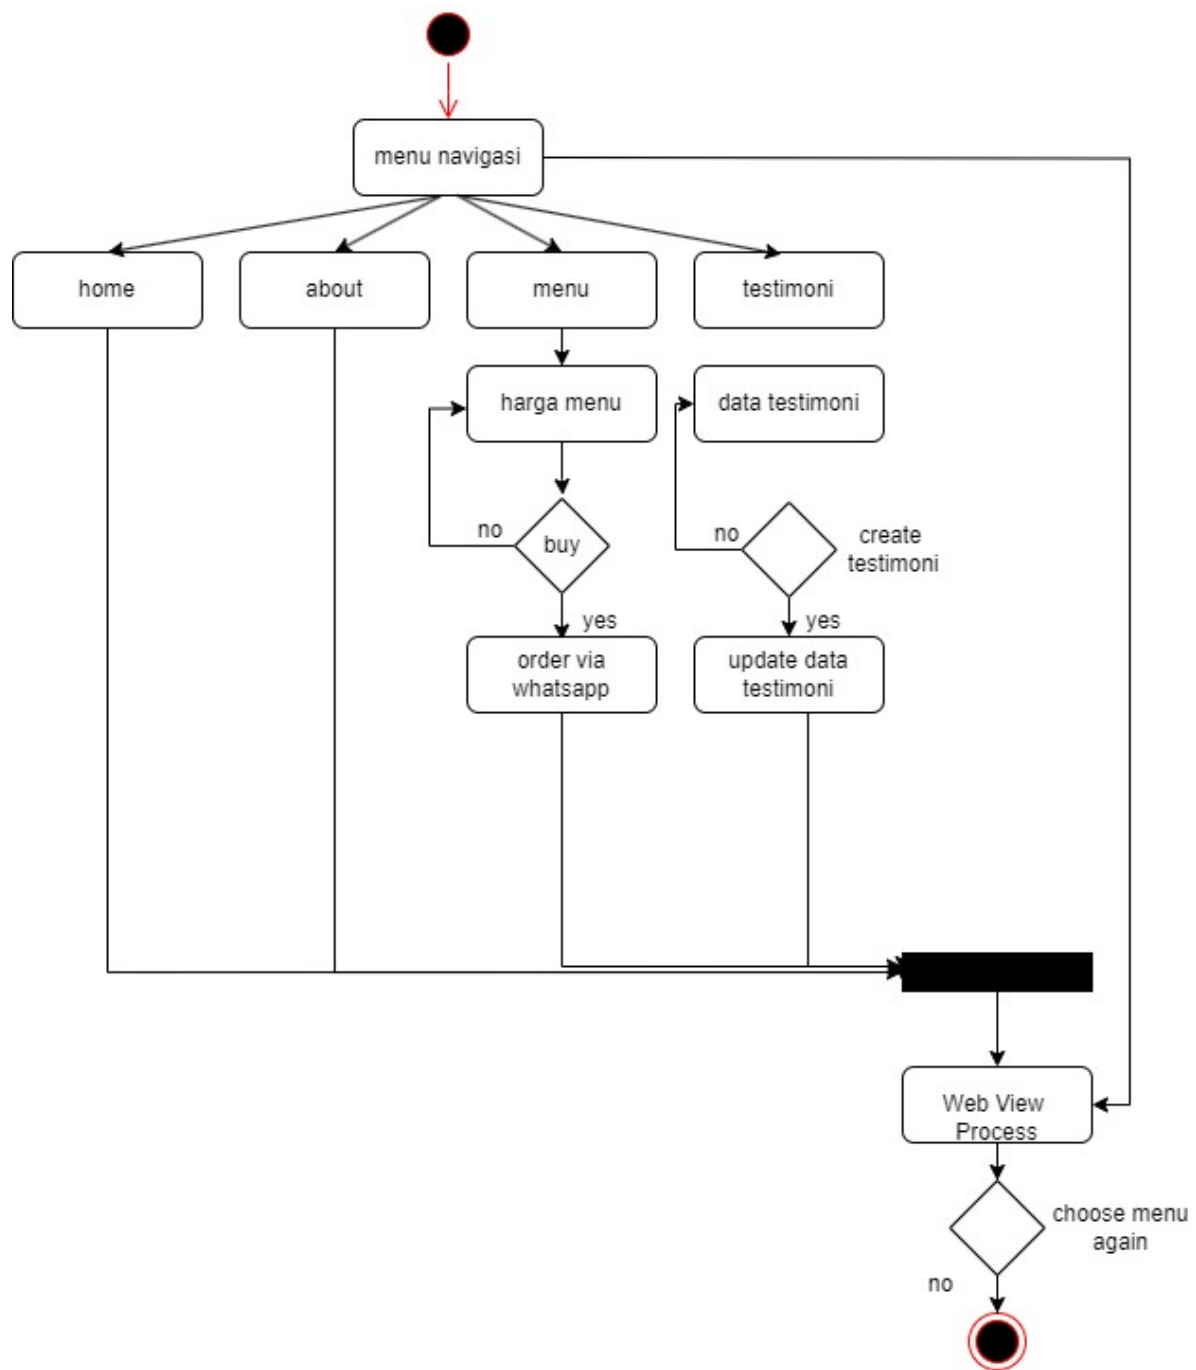 menu navigasi
home
about
menu
testimoni
harga menu
data testimoni
no
buy
no
create
testimoni
yes
yes
order via
whatsapp
update data
testimoni
Web View
Process
choose menu
again
no